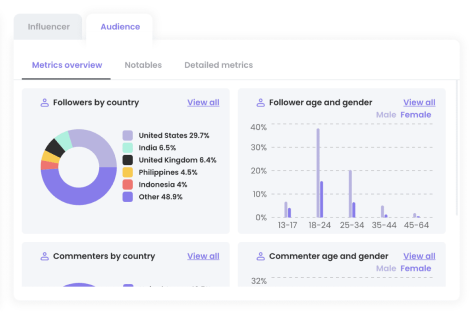 Influencer
Audience
Metrics overview
Notables
Detailed metrics
Followers by country
View all
United States 29.7%
India 6.5%
United Kingdom 6.4%
Philippines 4.5%
Indonesia 4%
Other 48.9%
Follower age and gender
View all
Male Female
40%
30%
20%
10%
0%
13-17 18-24 25-34 35-44 45-64
Commenters by country
View all
Commenter age and gender
View all
Male Female
32%